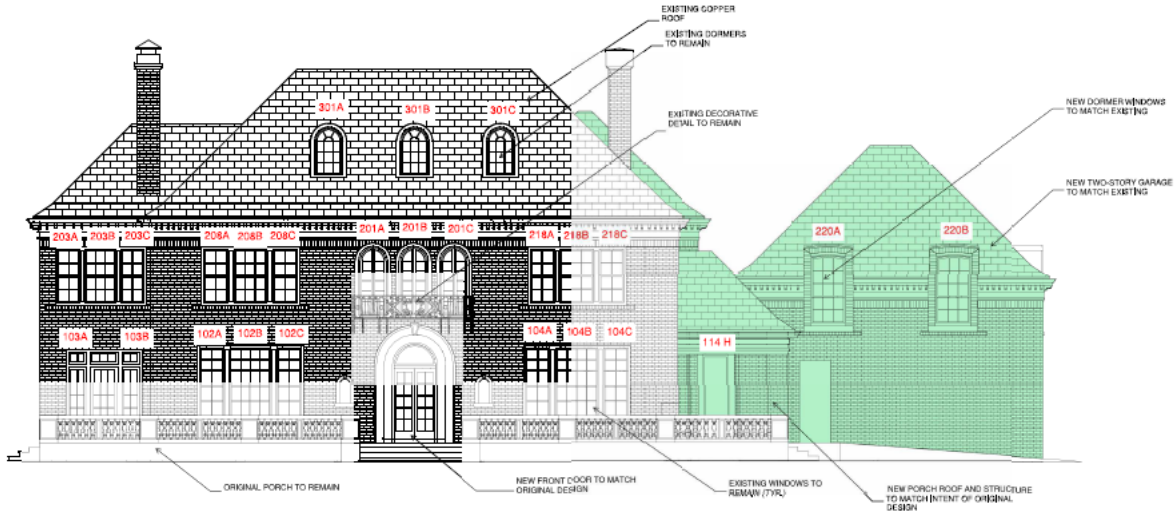 EXISTING COPPER
ROOF
EXISTING DORMERS
TO REMAIN
301A
301B
301C
EXISTING DECORATIVE
DETAIL TO REMAIN
NEW DORMER WINDOWS
TO MATCH EXISTING
NEW TWO-STORY GARAGE
TO MATCH EXISTING
203A
203B
203C
208A
208B
208C
201A
201B
201C
218A
218B
218C
220A
220B
103A
103B
102A
102B
102C
104A
104B
104C
114 H
ORIGINAL PORCH TO REMAIN
NEW FRONT DOOR TO MATCH
ORIGINAL DESIGN
EXISTING WINDOWS TO
REMAIN (TYP.)
NEW PORCH ROOF AND STRUCTURE
TO MATCH INTENT OF ORIGINAL
DESIGN